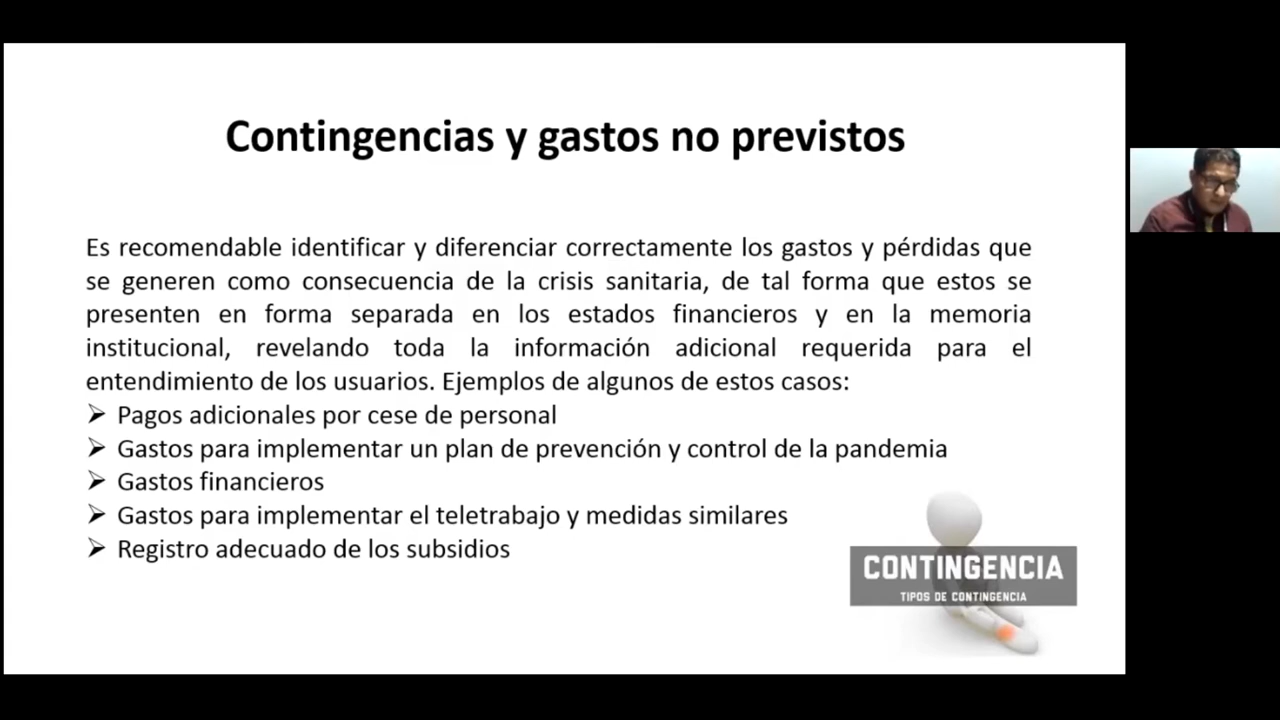 Contingencias y gastos no previstos
Es recomendable identificar y diferenciar correctamente los gastos y pérdidas que
se generen como consecuencia de la crisis sanitaria, de tal forma que estos se
presenten en forma separada en los estados financieros y en la memoria
institucional, revelando toda la información adicional requerida para el
entendimiento de los usuarios. Ejemplos de algunos de estos casos:
➢ Pagos adicionales por cese de personal
➢ Gastos para implementar un plan de prevención y control de la pandemia
➢ Gastos financieros
➢ Gastos para implementar el teletrabajo y medidas similares
➢ Registro adecuado de los subsidios
CONTINGENCIA
TIPOS DE CONTINGENCIA